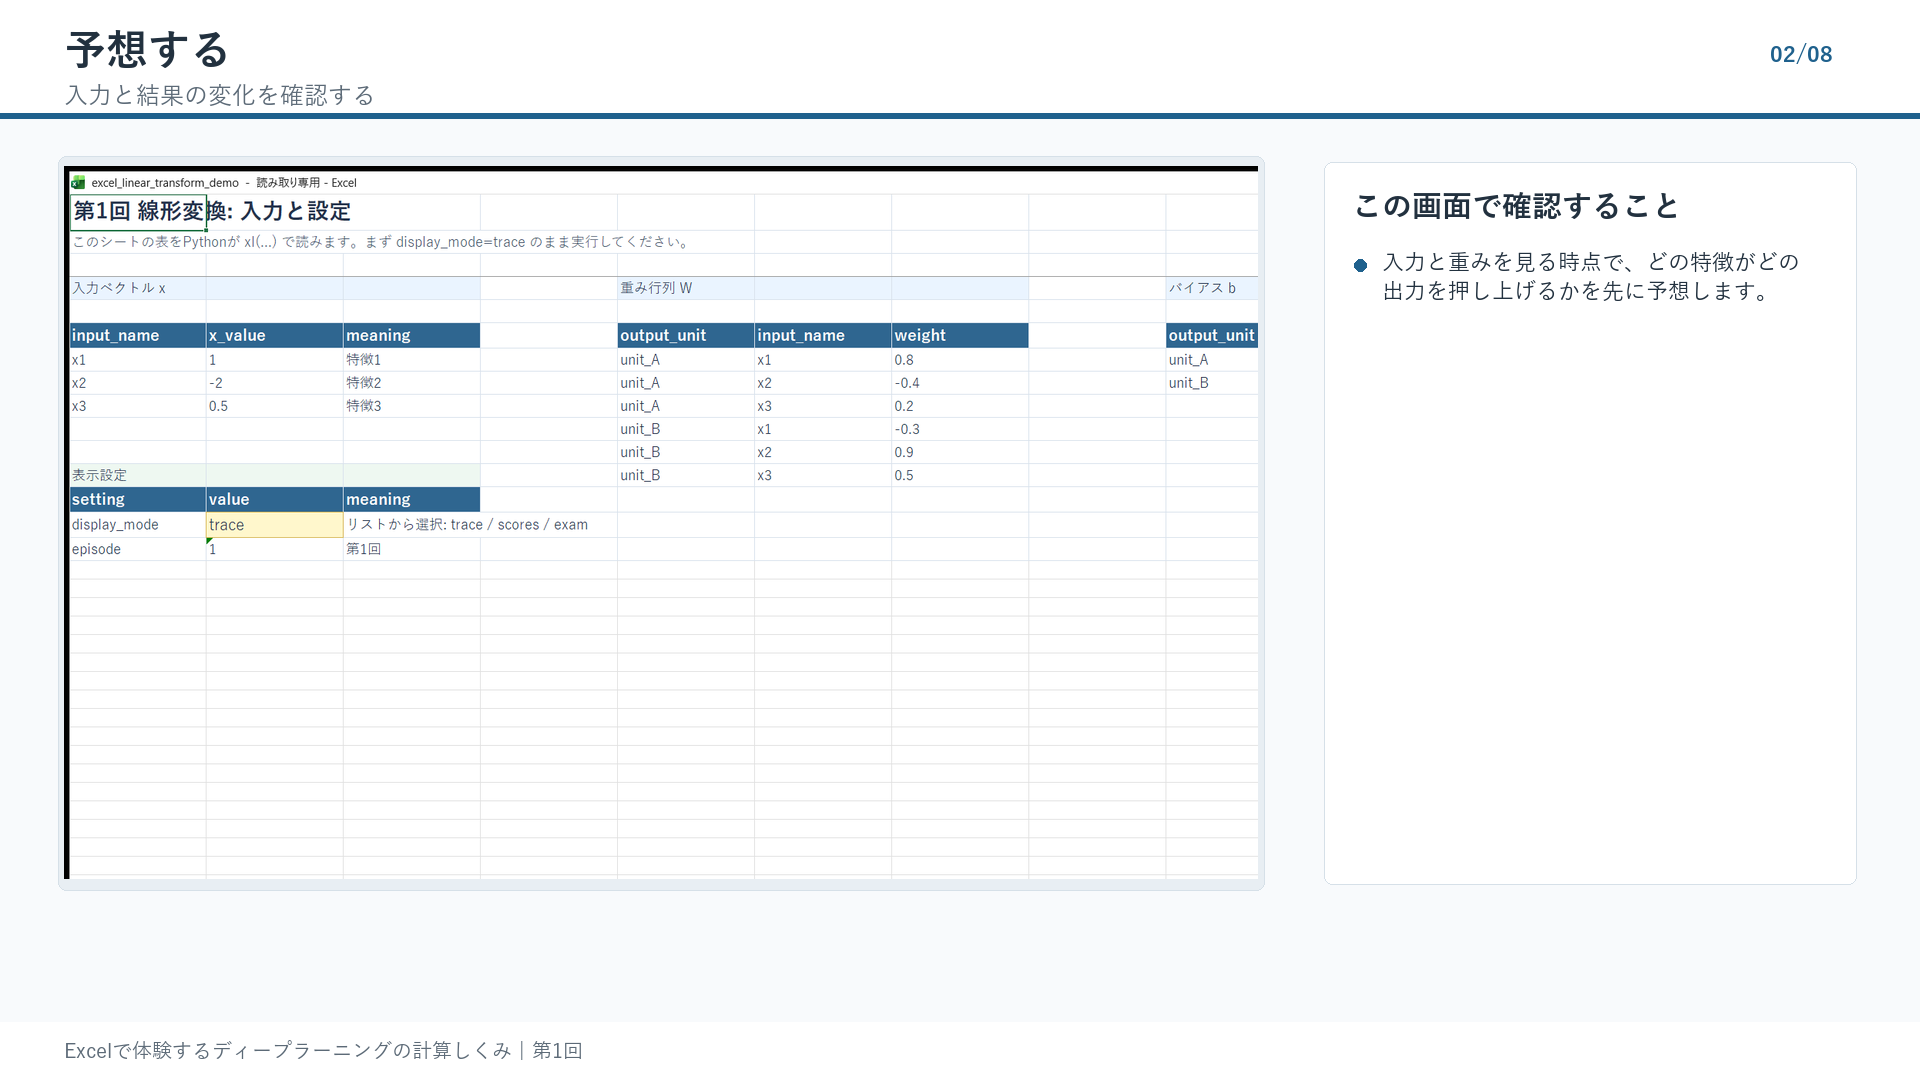 予想する
入力と結果の変化を確認する
02/08
excel_linear_transform_demo - 読み取り専用 - Excel
第1回 線形変換: 入力と設定
このシートの表をPythonが xl(...) で読みます。まず display_mode=trace のまま実行してください。
入力ベクトル x 重み行列 W バイアス b
input_name x_value meaning output_unit input_name weight output_unit
x1 1 特徴1 unit_A x1 0.8 unit_A
x2 -2 特徴2 unit_A x2 -0.4 unit_B
x3 0.5 特徴3 unit_A x3 0.2
unit_B x1 -0.3
unit_B x2 0.9
表示設定 unit_B x3 0.5
setting value meaning
display_mode trace リストから選択: trace / scores / exam
episode 1 第1回
この画面で確認すること
入力と重みを見る時点で、どの特徴がどの
出力を押し上げるかを先に予想します。
Excelで体験するディープラーニングの計算しくみ｜第1回